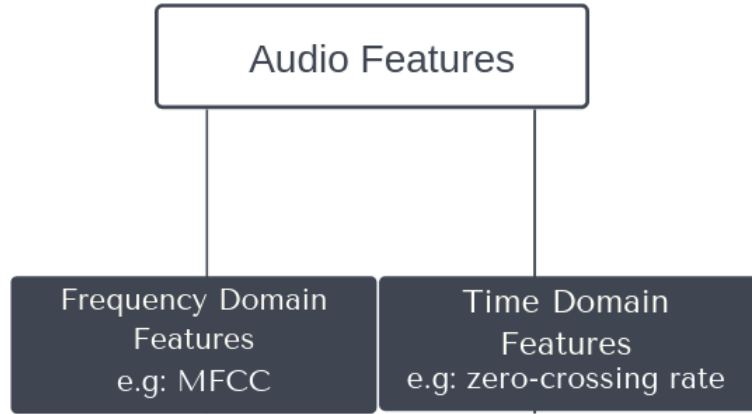 Audio Features
Frequency Domain
Features
e.g: MFCC
Time Domain
Features
e.g: zero-crossing rate